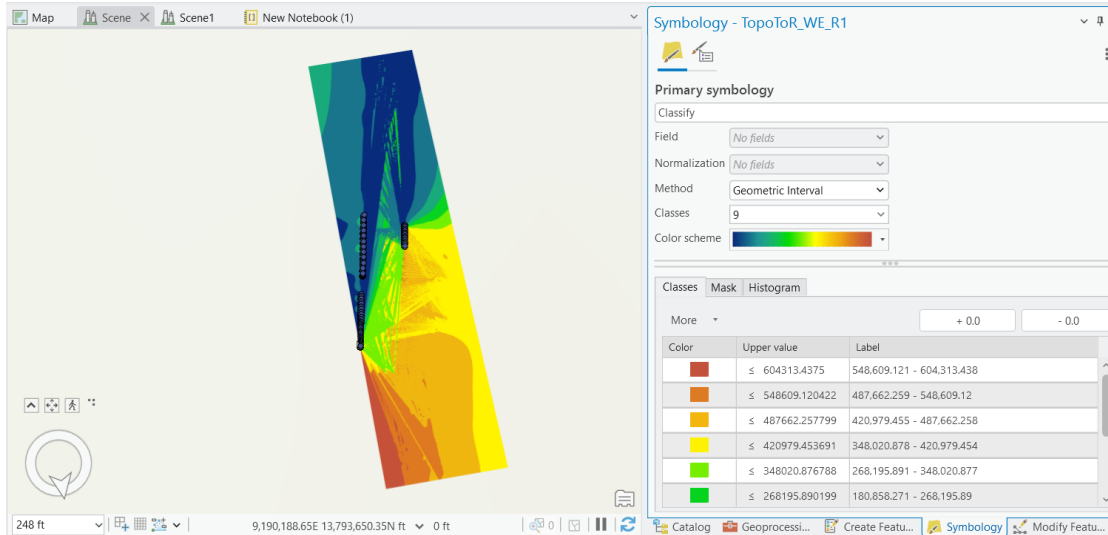 Map Scene Scene1 New Notebook (1)
Symbology - TopoToR_WE_R1
Primary symbology
Classify
Field No fields
Normalization No fields
Method Geometric Interval
Classes 9
Color scheme
Classes Mask Histogram
More + 0.0 - 0.0
Color Upper value Label
≤ 604313.4375 548,609.121 - 604,313.438
≤ 548609.120422 487,662.259 - 548,609.12
≤ 487662.257799 420,979.455 - 487,662.258
≤ 420979.453691 348,020.878 - 420,979.454
≤ 348020.876788 268,195.891 - 348,020.877
≤ 268195.890199 180,858.271 - 268,195.89
248 ft 9,190,188.65E 13,793,650.35N ft 0 ft 0
Catalog Geoprocessi... Create Featu... Symbology Modify Featu...